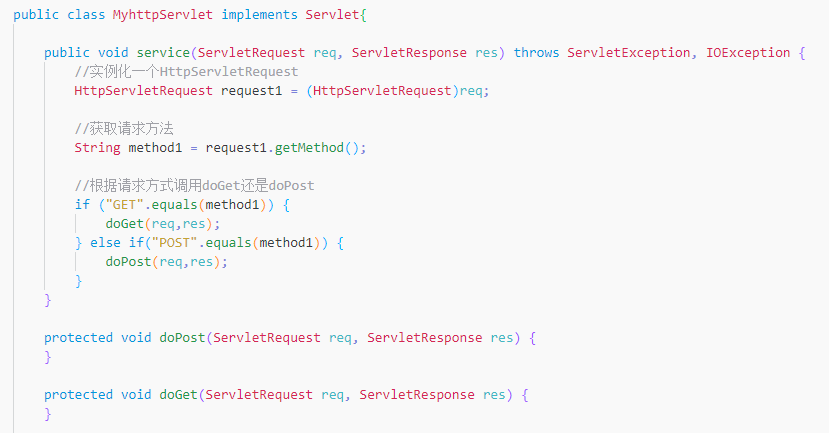 public class MyhttpServlet implements Servlet{
public void service(ServletRequest req, ServletResponse res) throws ServletException, IOException {
//实例化一个HttpServletRequest
HttpServletRequest request1 = (HttpServletRequest)req;
//获取请求方法
String method1 = request1.getMethod();
//根据请求方式调用doGet还是doPost
if ("GET".equals(method1)) {
doGet(req,res);
} else if("POST".equals(method1)) {
doPost(req,res);
}
}
protected void doPost(ServletRequest req, ServletResponse res) {
}
protected void doGet(ServletRequest req, ServletResponse res) {
}